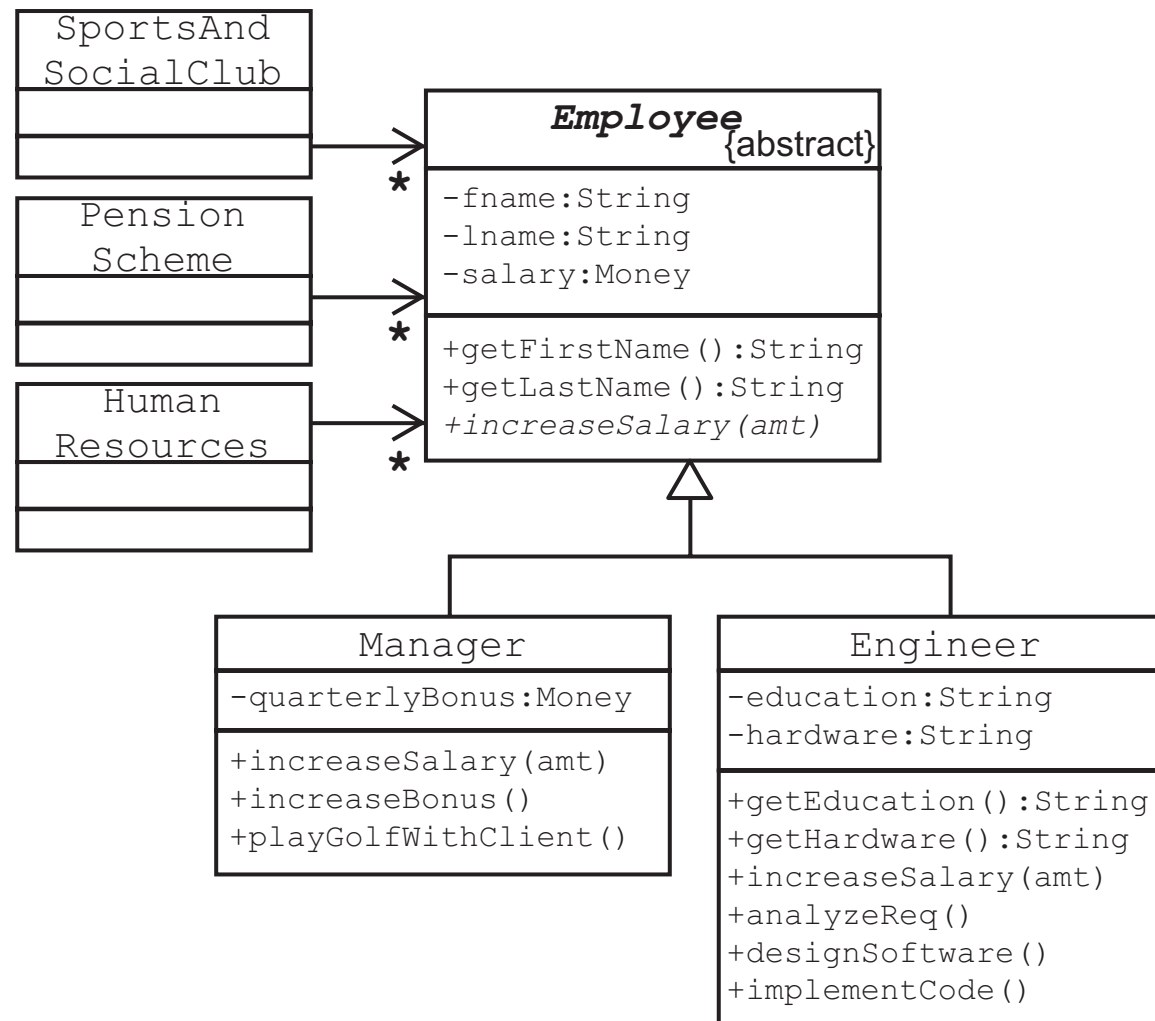 SportsAnd
SocialClub
*
Pension
Scheme
*
Human
Resources
*
Employee
{abstract}
-fname:String
-lname:String
-salary:Money
+getFirstName():String
+getLastName():String
+increaseSalary(amt)
Manager
-quarterlyBonus:Money
+increaseSalary(amt)
+increaseBonus()
+playGolfWithClient()
Engineer
-education:String
-hardware:String
+getEducation():String
+getHardware():String
+increaseSalary(amt)
+analyzeReq()
+designSoftware()
+implementCode()